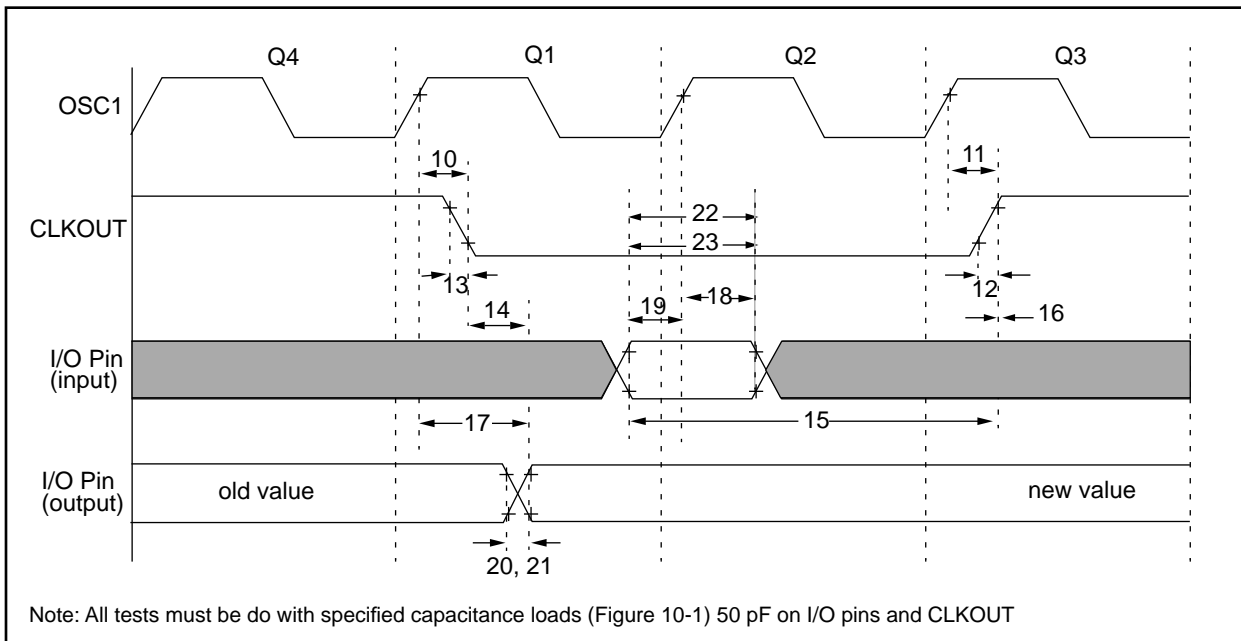 Q4 Q1 Q2 Q3
OSC1
10 11
22
CLKOUT
23
13 12
19 18
14 16
I/O Pin
(input)
17 15
I/O Pin
(output)
old value new value
20, 21
Note: All tests must be do with specified capacitance loads (Figure 10-1) 50 pF on I/O pins and CLKOUT